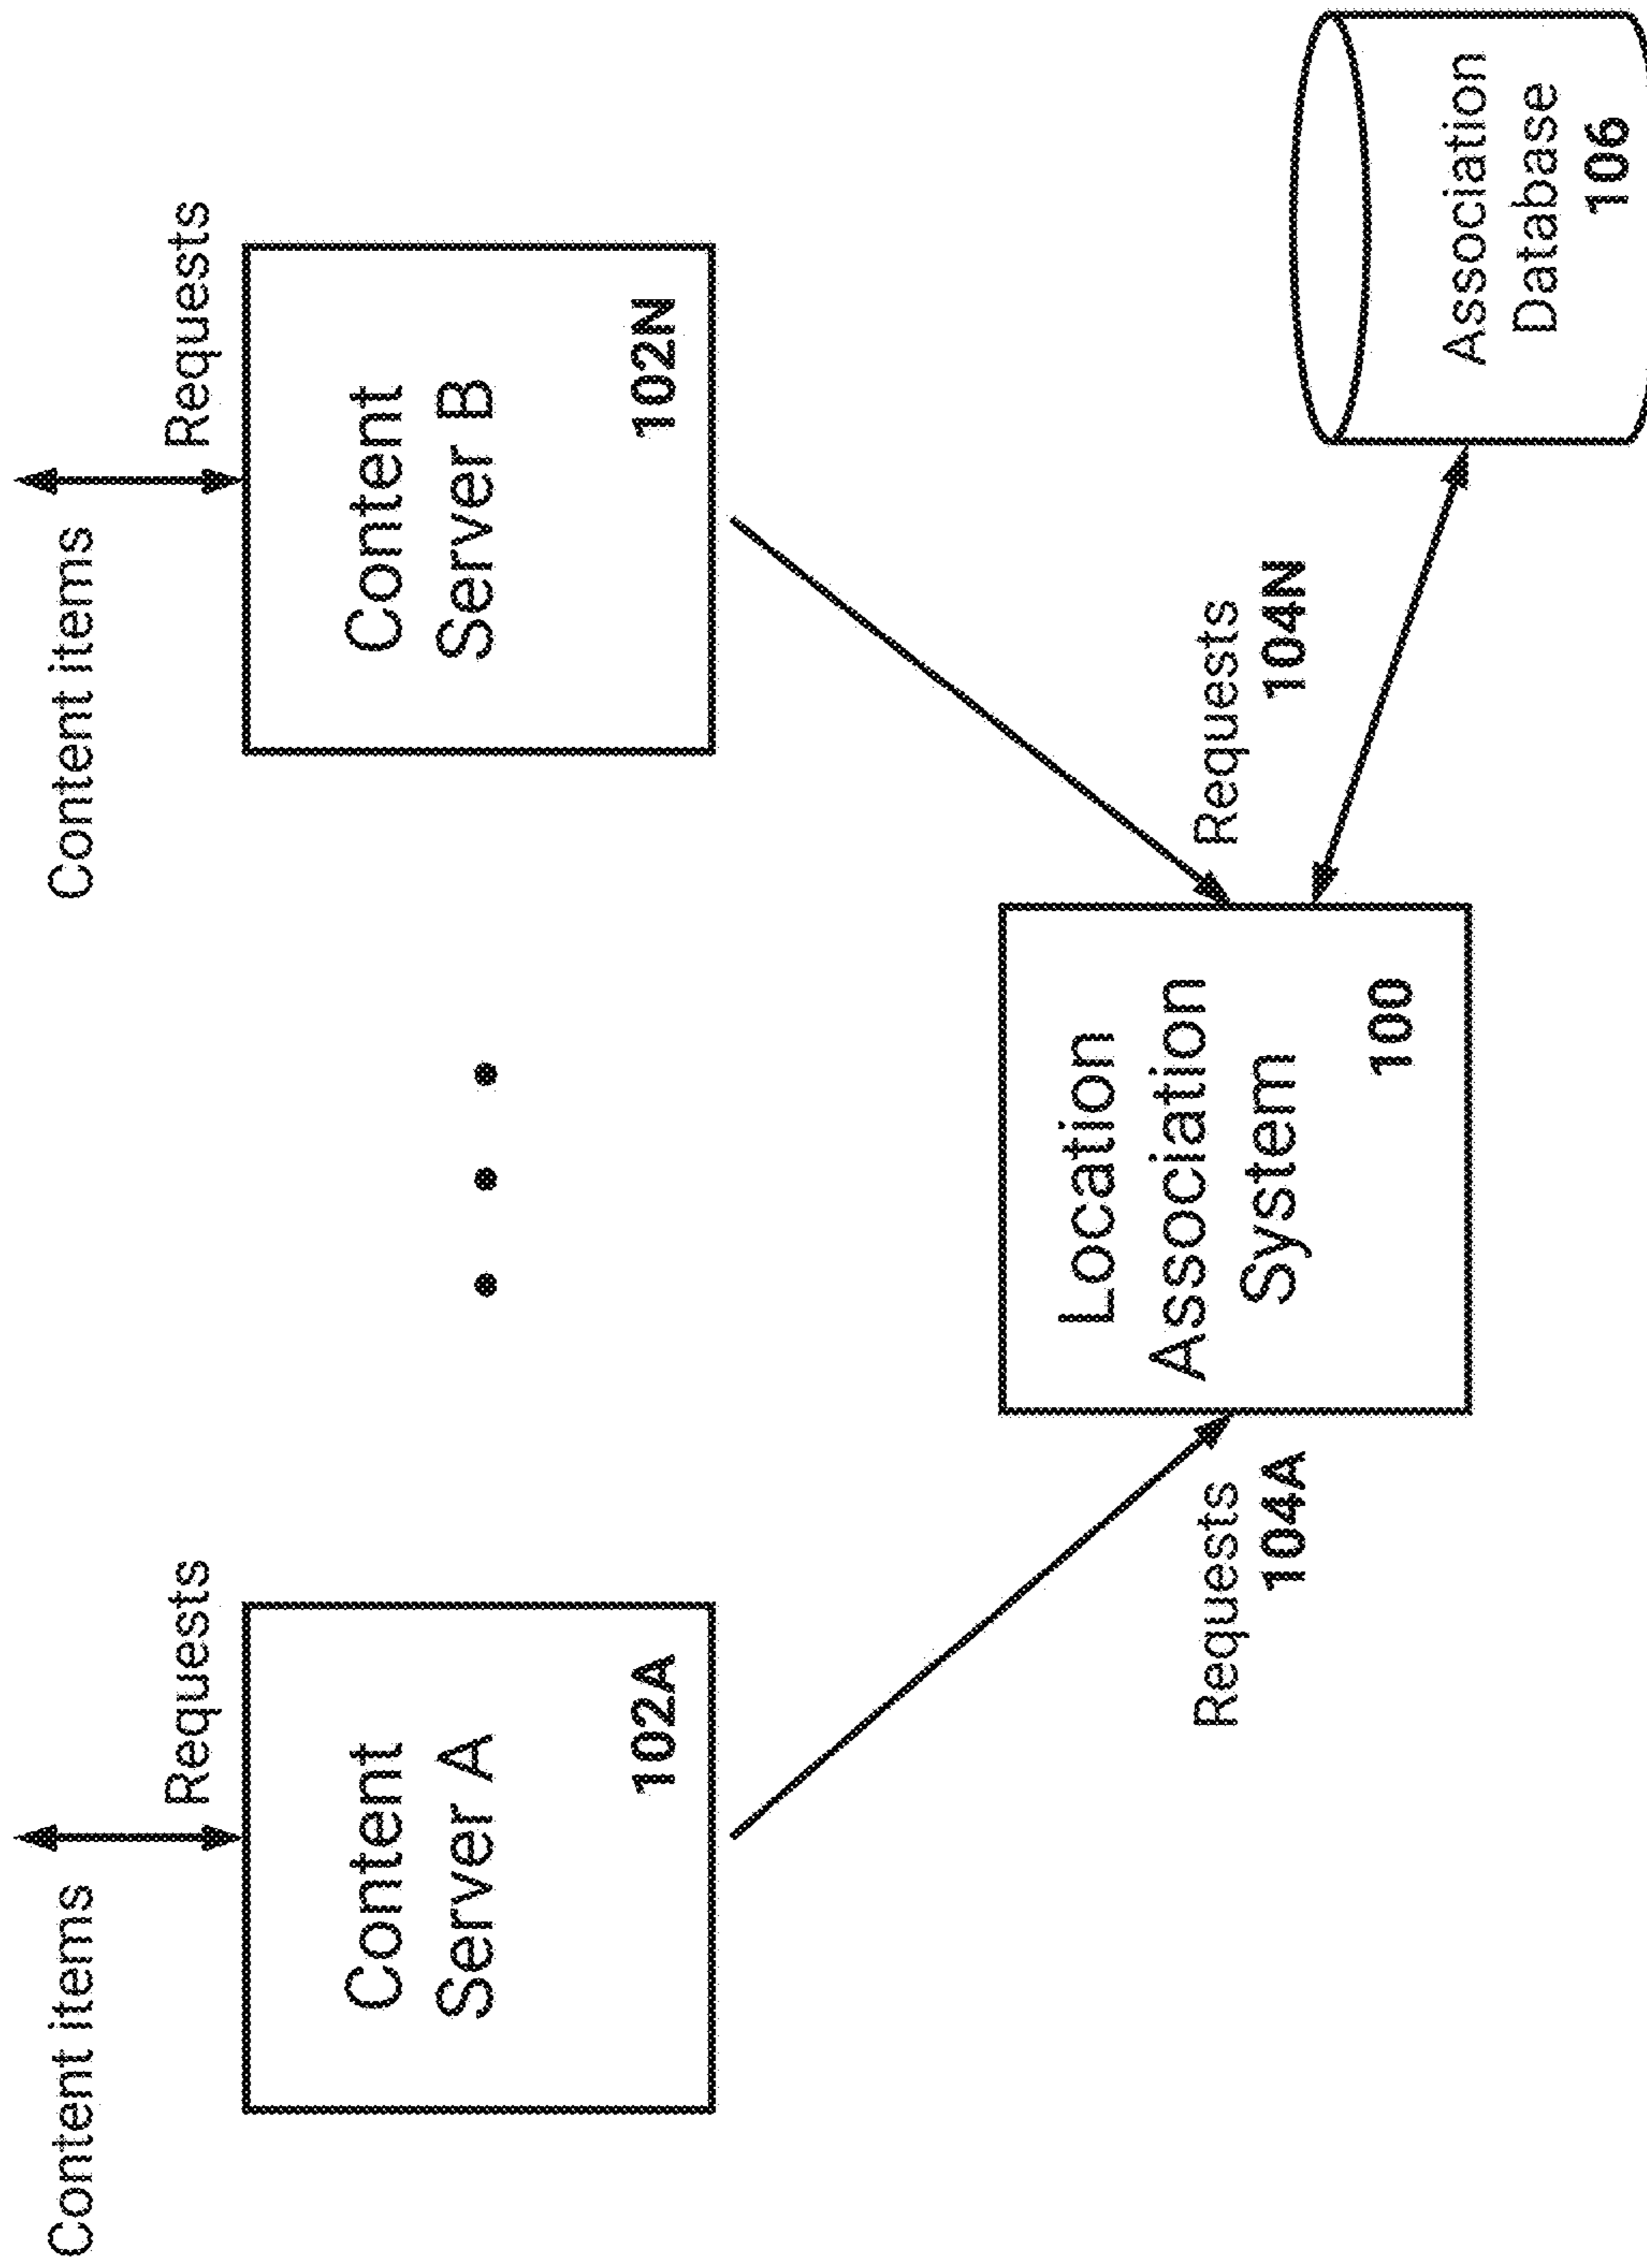 Content items
Requests
Content
Server A
102A
Content items
Requests
Content
Server B
102N
Requests
104A
Location
Association
System
100
Requests
104N
Association
Database
106